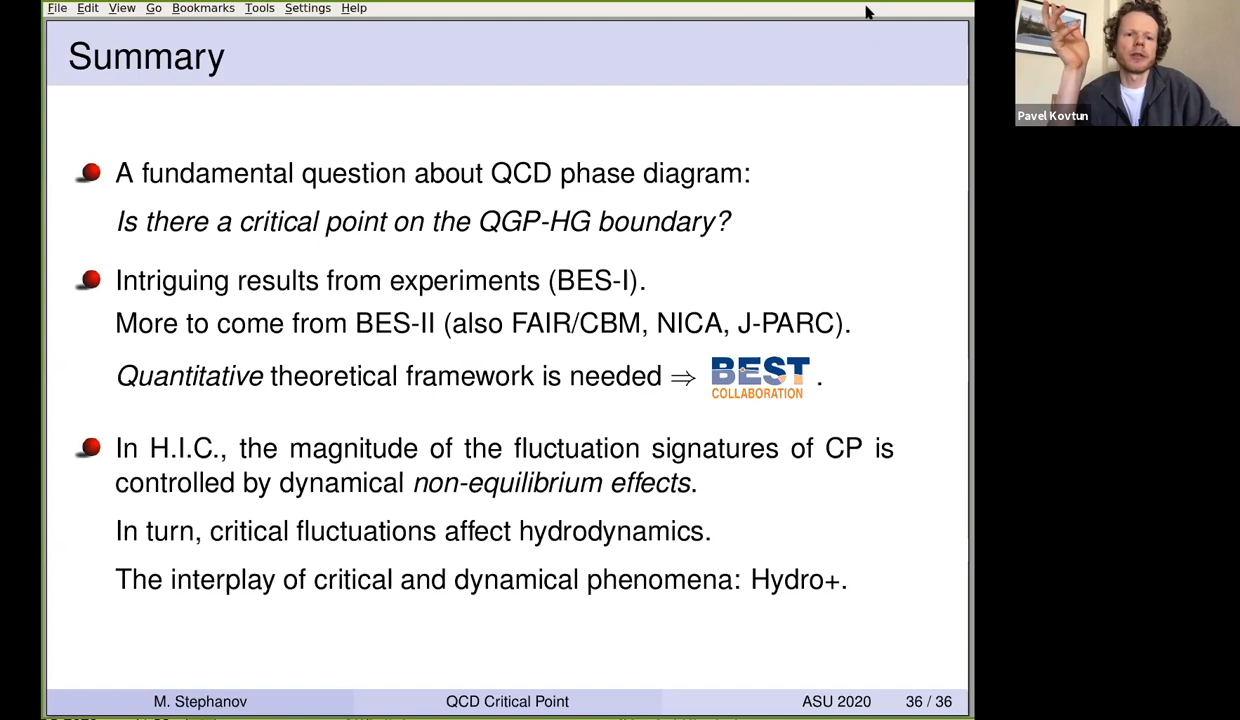 File Edit View Go Bookmarks Tools Settings Help
Summary
A fundamental question about QCD phase diagram:
Is there a critical point on the QGP-HG boundary?
Intriguing results from experiments (BES-I).
More to come from BES-II (also FAIR/CBM, NICA, J-PARC).
Quantitative theoretical framework is needed ⇒ BEST COLLABORATION .
In H.I.C., the magnitude of the fluctuation signatures of CP is
controlled by dynamical non-equilibrium effects.
In turn, critical fluctuations affect hydrodynamics.
The interplay of critical and dynamical phenomena: Hydro+.
M. Stephanov QCD Critical Point ASU 2020 36 / 36
Pavel Kovtun